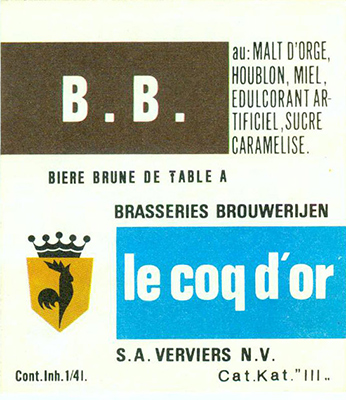 B. B.
au: MALT D'ORGE,
HOUBLON, MIEL,
EDULCORANT AR-
TIFICIEL, SUCRE
CARAMELISE.
BIERE BRUNE DE TABLE A
BRASSERIES BROUWERIJEN
le coq d'or
S.A. VERVIERS N.V.
Cont.Inh.1/4l.
Cat.Kat."III..